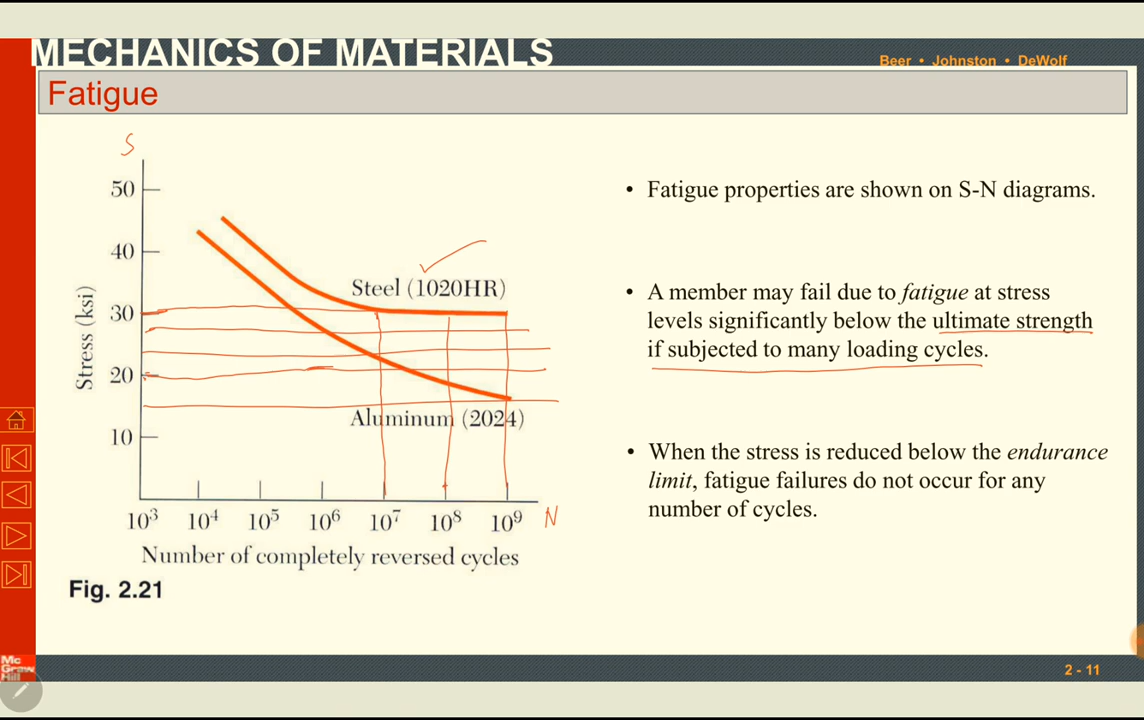 MECHANICS OF MATERIALS
Beer • Johnston • DeWolf
Fatigue
S
50
40
30
20
10
Stress (ksi)
Steel (1020HR)
Aluminum (2024)
10³ 10⁴ 10⁵ 10⁶ 10⁷ 10⁸ 10⁹ N
Number of completely reversed cycles
Fig. 2.21
• Fatigue properties are shown on S-N diagrams.
• A member may fail due to fatigue at stress
levels significantly below the ultimate strength
if subjected to many loading cycles.
• When the stress is reduced below the endurance
limit, fatigue failures do not occur for any
number of cycles.
Mc
Graw
Hill
2 - 11